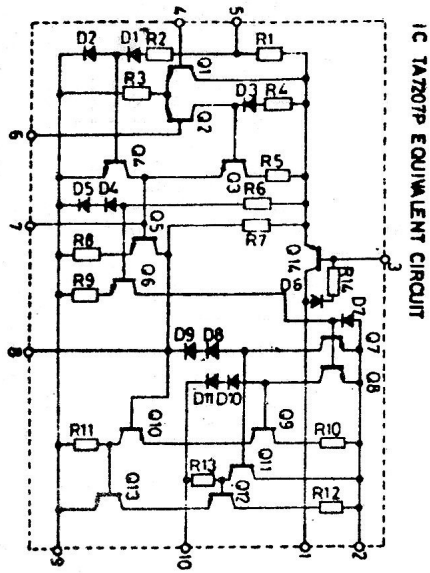 IC TA7207P EQUIVALENT CIRCUIT
4
5
D2
D1
R2
R1
R3
Q1
D3
R4
Q2
6
Q4
Q3
R5
D5
D4
R6
7
Q5
R7
R8
Q14
3
R14
Q6
R9
D6
D7
D9
D8
Q7
8
Q8
D11
D10
Q10
Q9
R11
R10
Q11
R13
Q13
Q12
R12
9
10
1
2